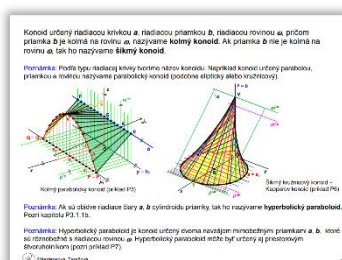 Konoid určený riadiacou krivkou a, riadiacou priamkou b, riadiacou rovinou ω, pričom
priamka b je kolmá na rovinu ω, nazývame kolmý konoid. Ak priamka b nie je kolmá na
rovinu ω, tak ho nazývame šikmý konoid.
Poznámka: Podľa typu riadiacej krivky tvoríme názov konoidu. Napríklad konoid určený parabolou,
priamkou a rovinou nazývame parabolický konoid (podobne eliptický alebo kružnicový).
Kolmý parabolický konoid (príklad P3)
Šikmý kružnicový konoid –
Küpperov konoid (príklad P6)
Poznámka: Ak sú obidve riadiace čiary a, b cylindroidu priamky, tak ho nazývame hyperbolický paraboloid.
Pozri kapitola P3.1.1b.
Poznámka: Hyperbolický paraboloid je konoid určený dvoma navzájom mimobežnými priamkami a, b, ktoré
sú rôznobežné s riadiacou rovinou ω. Hyperbolický paraboloid môže byť určený aj priestorovým
štvoruholníkom (pozri príklad P7).